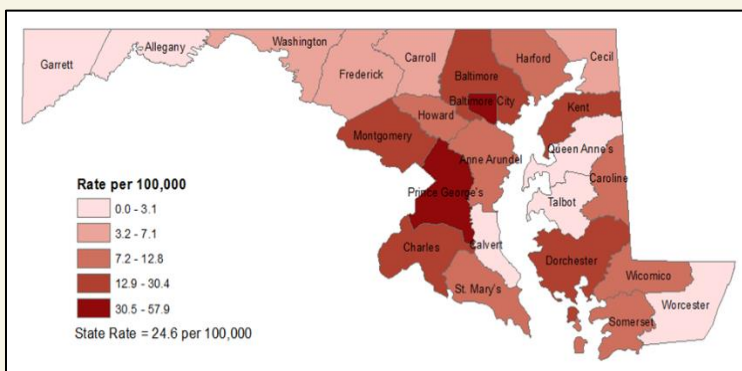 Garrett
Allegany
Washington
Frederick
Carroll
Baltimore
Harford
Cecil
Baltimore City
Howard
Kent
Montgomery
Queen Anne's
Anne Arundel
Caroline
Prince George's
Talbot
Charles
Calvert
Dorchester
St. Mary's
Wicomico
Worcester
Somerset
Rate per 100,000
0.0 - 3.1
3.2 - 7.1
7.2 - 12.8
12.9 - 30.4
30.5 - 57.9
State Rate = 24.6 per 100,000